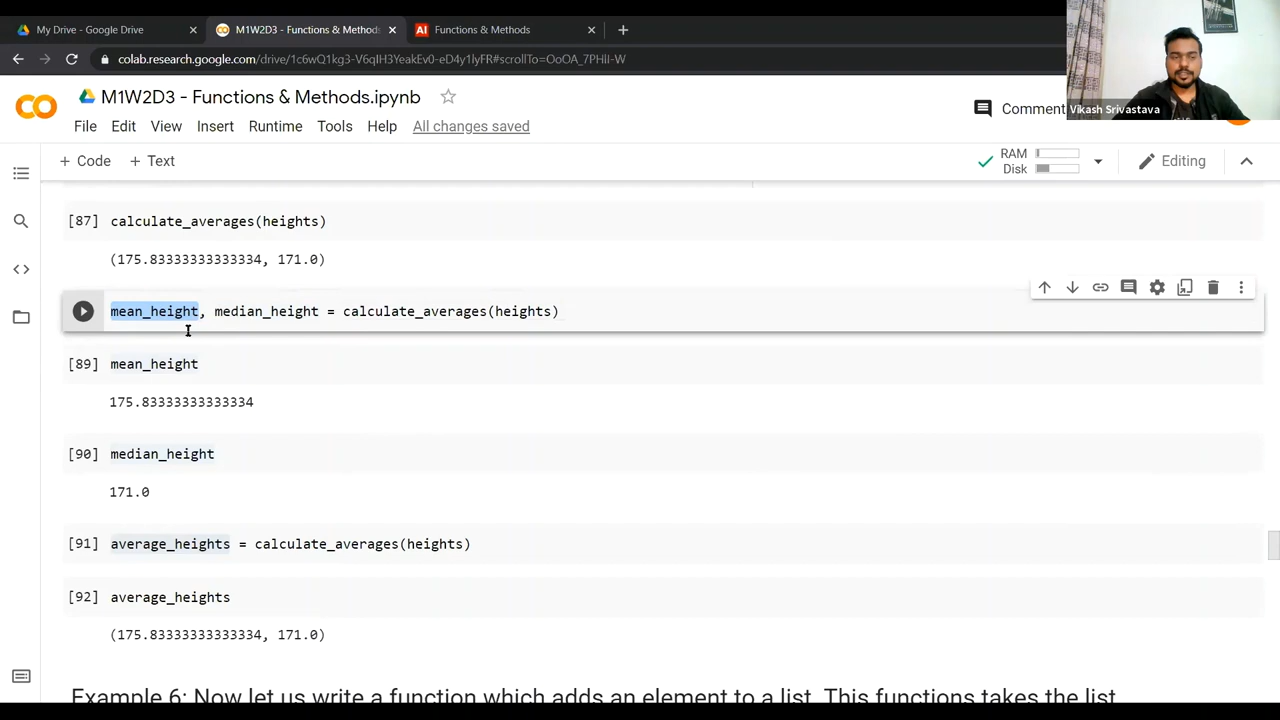 My Drive - Google Drive
M1W2D3 - Functions & Methods
AI Functions & Methods
colab.research.google.com/drive/1c6wQ1kg3-V6qIH3YeakEv0-eD4y1lyFR#scrollTo=OoOA_7PHiI-W
Vikash Srivastava
CO M1W2D3 - Functions & Methods.ipynb
Comment
File Edit View Insert Runtime Tools Help All changes saved
+ Code + Text
RAM
Disk
Editing
[87] calculate_averages(heights)
(175.83333333333334, 171.0)
mean_height, median_height = calculate_averages(heights)
[89] mean_height
175.83333333333334
[90] median_height
171.0
[91] average_heights = calculate_averages(heights)
[92] average_heights
(175.83333333333334, 171.0)
Example 6: Now let us write a function which adds an element to a list. This functions takes the list